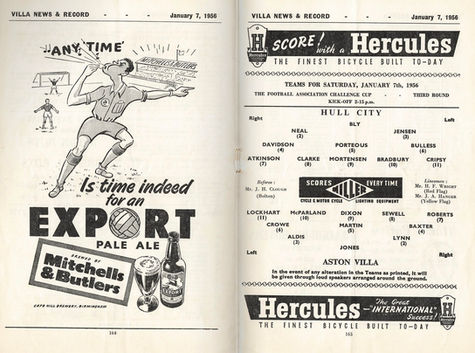 VILLA NEWS & RECORD - - - January 7, 1956
"ANY TIME"
MITCHELLS & BUTLERS
Is time indeed
for an
EXPORT
PALE ALE
BREWED BY
Mitchells
& Butlers
EXPORT
CAPE HILL BREWERY, BIRMINGHAM
164
VILLA NEWS & RECORD - - - January 7, 1956
H
Hercules
SCORE! with a Hercules
THE FINEST BICYCLE BUILT TO-DAY
TEAMS FOR SATURDAY, JANUARY 7th, 1956
THE FOOTBALL ASSOCIATION CHALLENGE CUP - THIRD ROUND
KICK-OFF 2-15 p.m.
HULL CITY
Right Left
BLY
NEAL JENSEN
(2) (3)
DAVIDSON PORTEOUS BULLESS
(4) (5) (6)
ATKINSON CLARKE MORTENSEN BRADBURY CRIPSY
(7) (8) (9) (10) (11)
Referee:
Mr. J. H. CLOUGH
(Bolton)
SCORES EVERY TIME
MILLER
CYCLE & MOTOR CYCLE LIGHTING EQUIPMENT
Linesmen:
Mr. H. F. WRIGHT
(Red Flag)
Mr. J. A. HANGER
(Yellow Flag)
LOCKHART McPARLAND DIXON SEWELL ROBERTS
(11) (10) (9) (8) (7)
CROWE MARTIN BAXTER
(6) (5) (4)
ALDIS LYNN
(3) (2)
JONES
Left Right
ASTON VILLA
In the event of any alteration in the Teams as printed, it will
be given through loud speakers arranged around the ground.
Hercules The Great "INTERNATIONAL" Success!
THE FINEST BICYCLE BUILT TO-DAY
165